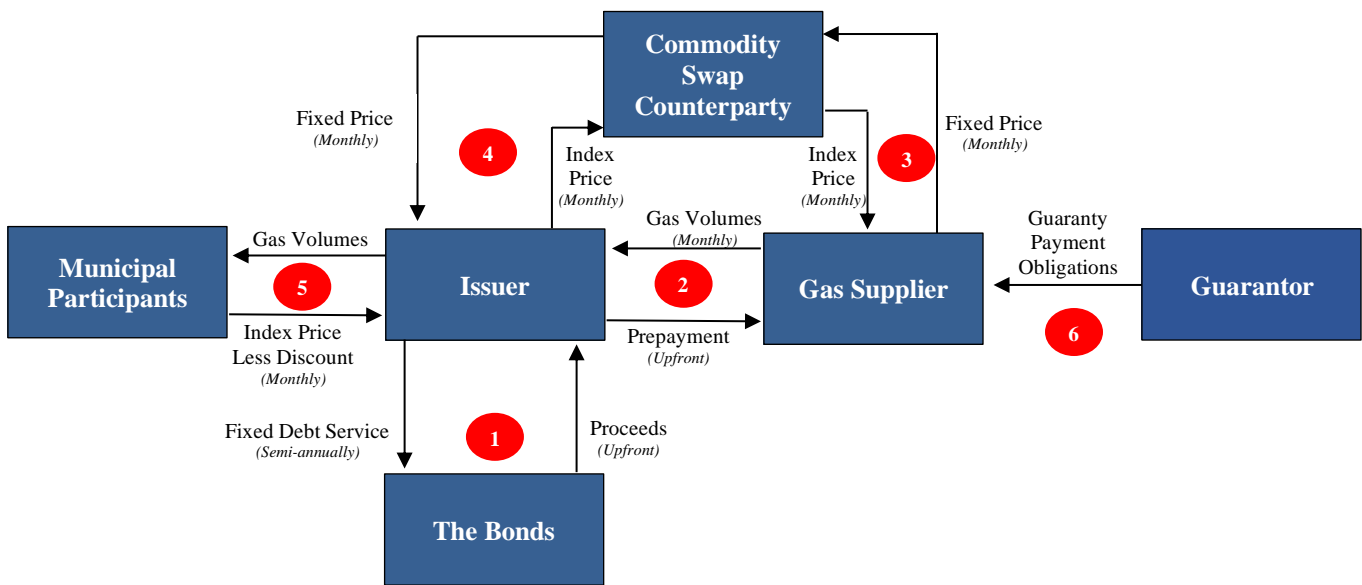 Commodity
Swap
Counterparty
Fixed Price
(Monthly)
4
Index
Price
(Monthly)
Index
Price
(Monthly)
3
Fixed Price
(Monthly)
Municipal
Participants
Gas Volumes
5
Index Price
Less Discount
(Monthly)
Issuer
Gas Volumes
(Monthly)
2
Prepayment
(Upfront)
Gas Supplier
Guaranty
Payment
Obligations
6
Guarantor
Fixed Debt Service
(Semi-annually)
1
Proceeds
(Upfront)
The Bonds